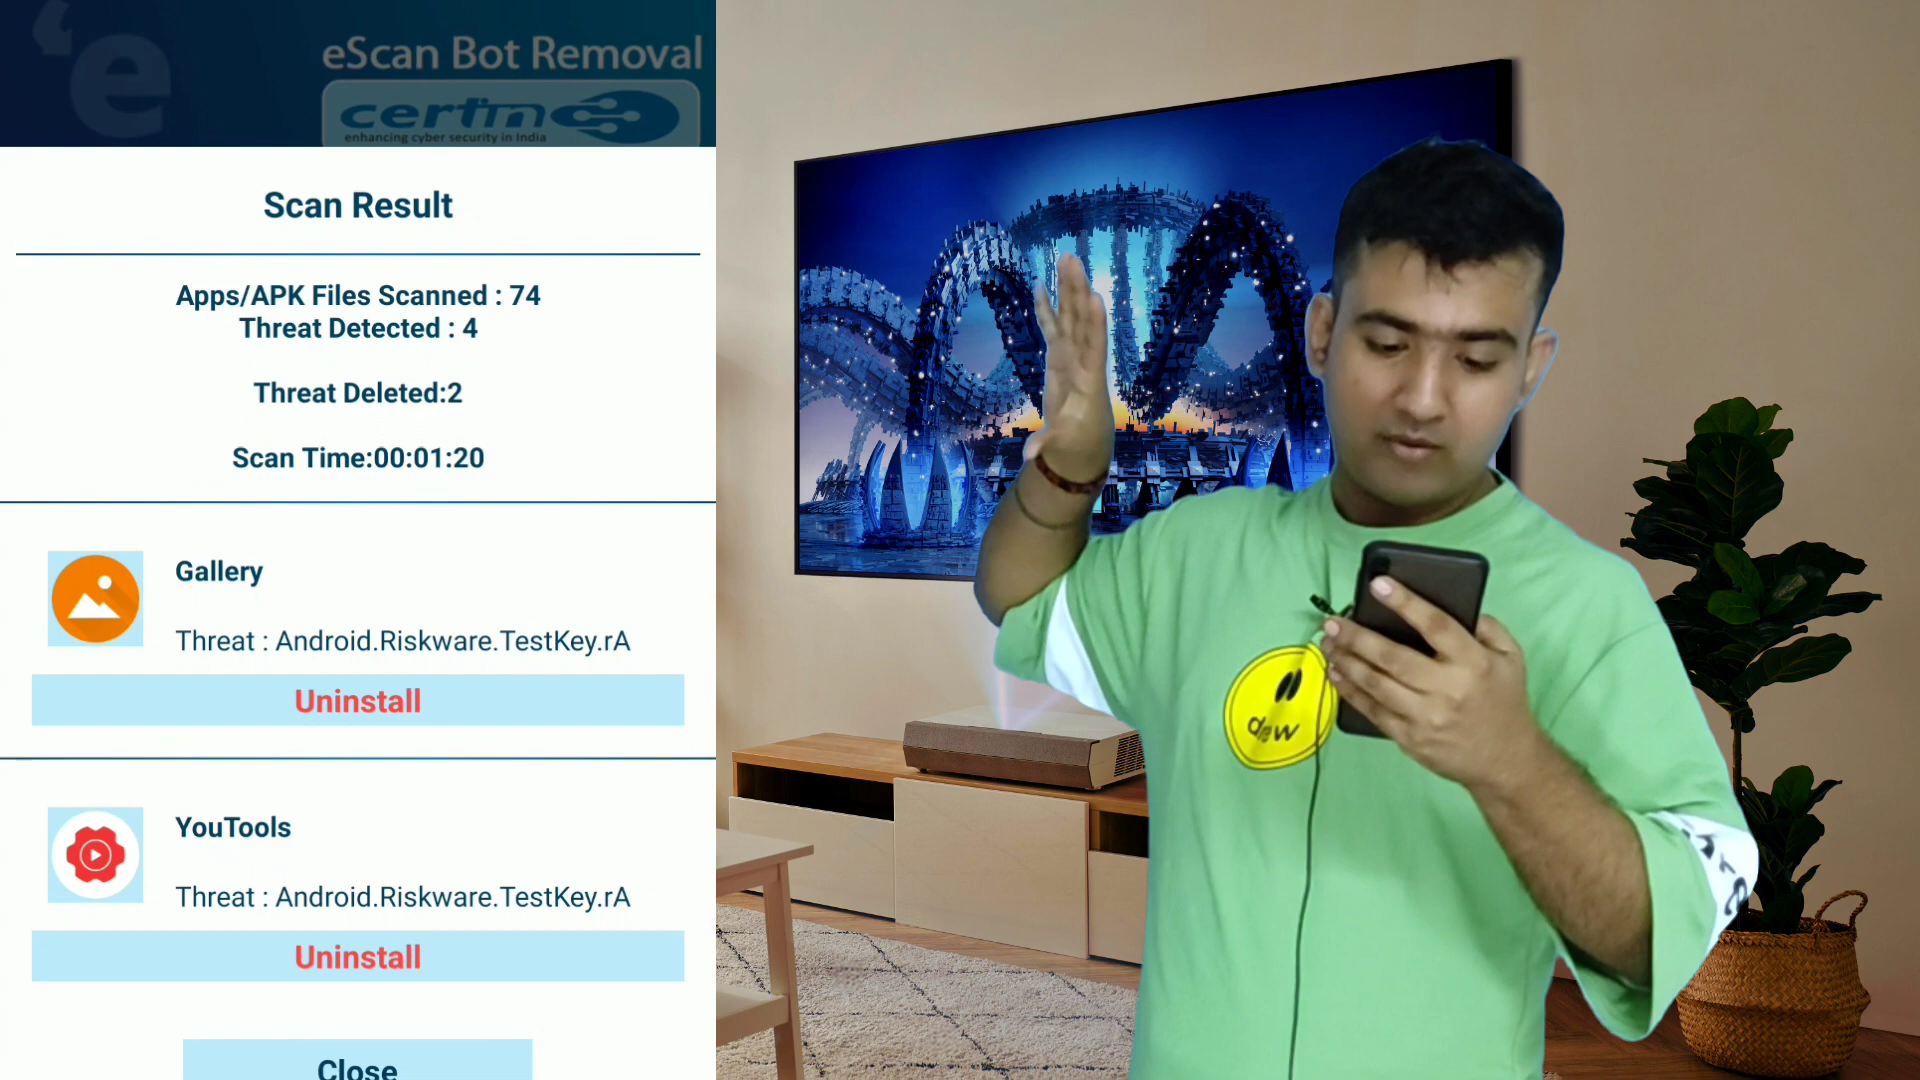 eScan Bot Removal
certin
enhancing cyber security in India
Scan Result
Apps/APK Files Scanned : 74
Threat Detected : 4
Threat Deleted:2
Scan Time:00:01:20
Gallery
Threat : Android.Riskware.TestKey.rA
Uninstall
YouTools
Threat : Android.Riskware.TestKey.rA
Uninstall
Close
drew